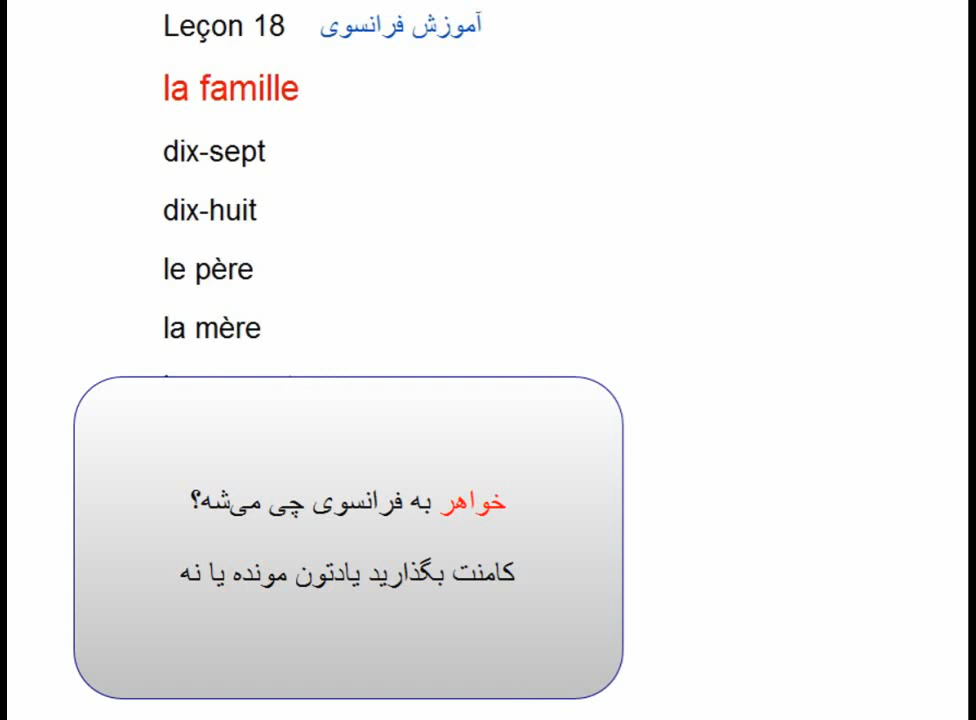 Leçon 18 آموزش فرانسوی
la famille
dix-sept
dix-huit
le père
la mère
خواهر به فرانسوی چی می‌شه؟
کامنت بگذارید یادتون مونده یا نه